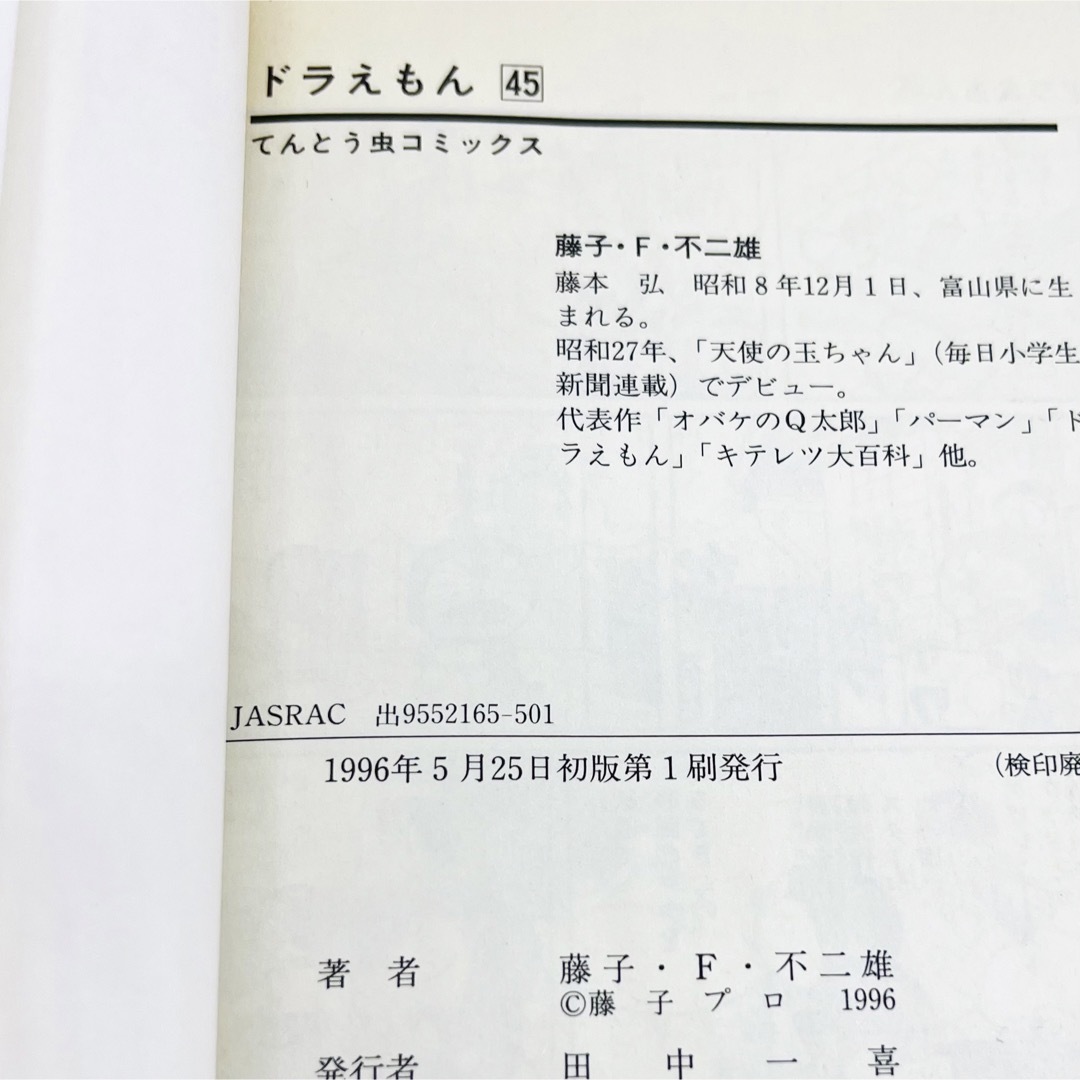 ドラえもん 45
てんとう虫コミックス
藤子・F・不二雄
藤本　弘　昭和8年12月1日、富山県に生
まれる。
昭和27年、「天使の玉ちゃん」（毎日小学生
新聞連載）でデビュー。
代表作「オバケのQ太郎」「パーマン」「ド
ラえもん」「キテレツ大百科」他。
JASRAC　出9552165-501
1996年5月25日初版第1刷発行　（検印廃
著　者　藤子・F・不二雄
©藤　子　プ　ロ　1996
発行者　田　中　一　喜